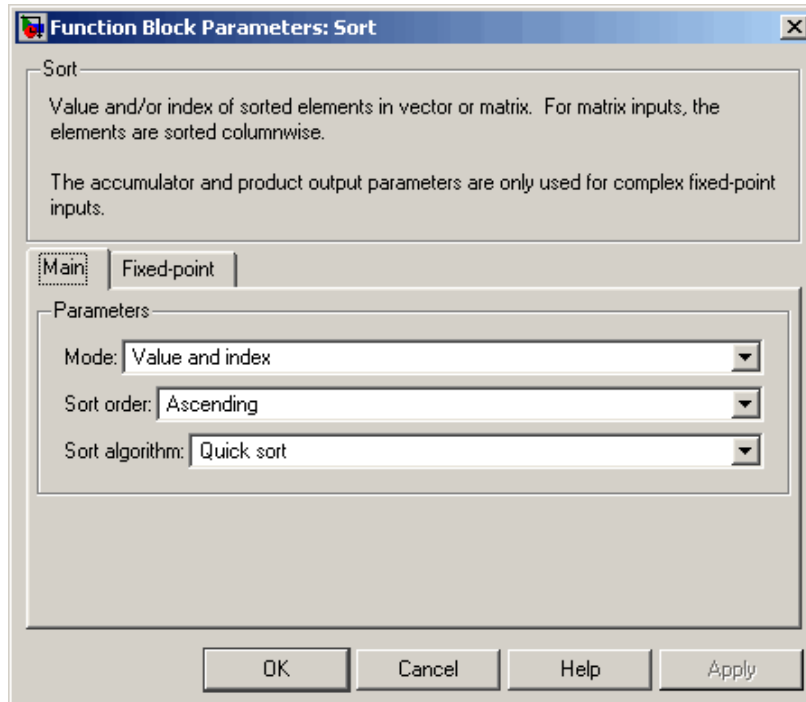 Function Block Parameters: Sort
Sort
Value and/or index of sorted elements in vector or matrix. For matrix inputs, the
elements are sorted columnwise.
The accumulator and product output parameters are only used for complex fixed-point
inputs.
Main Fixed-point
Parameters
Mode: Value and index
Sort order: Ascending
Sort algorithm: Quick sort
OK Cancel Help Apply